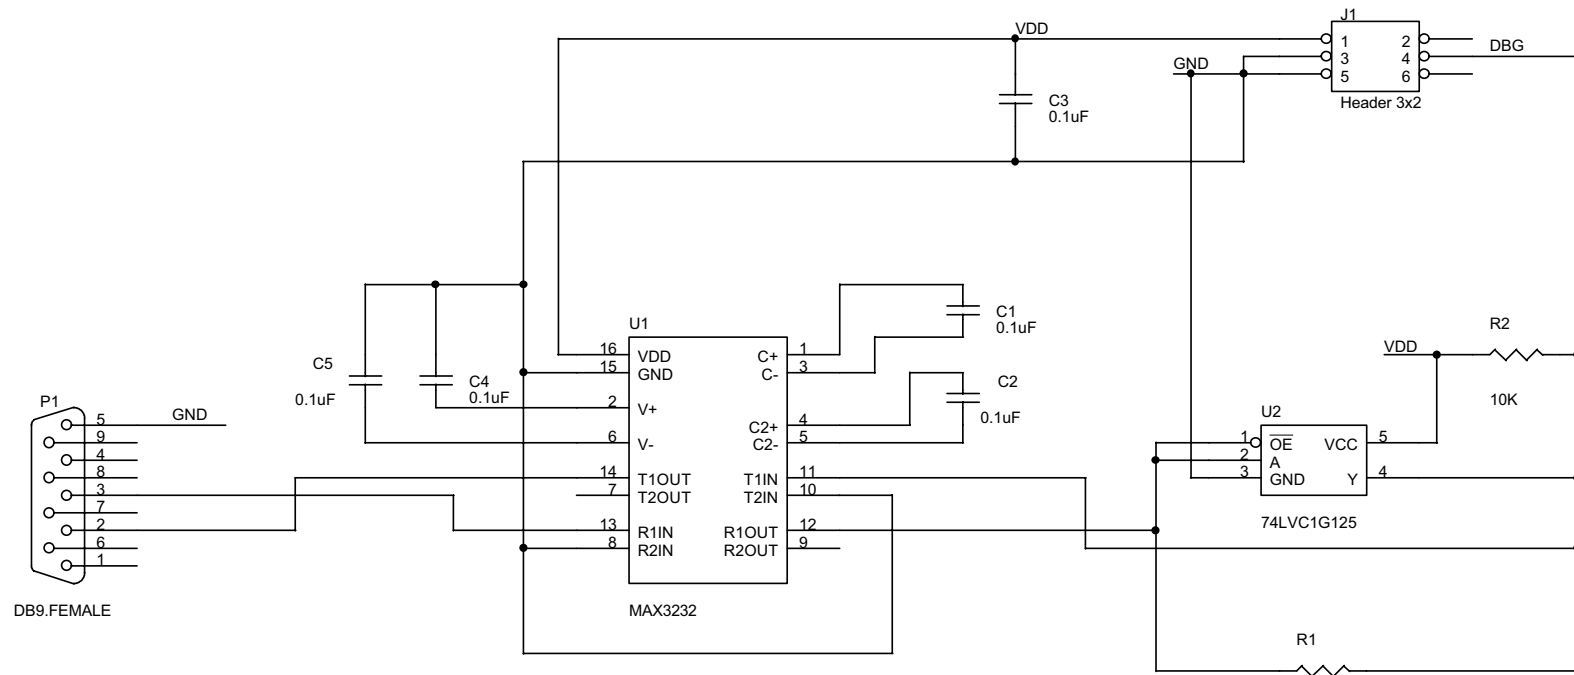 J1
VDD
1 2
3 4 DBG
5 6
GND
Header 3x2
C3
0.1uF
U1
C1
0.1uF
R2
VDD
10K
C5
0.1uF
C4
0.1uF
C2
0.1uF
16 VDD C+ 1
15 GND C- 3
2 V+ C2+ 4
6 V- C2- 5
14 T1OUT T1IN 11
7 T2OUT T2IN 10
13 R1IN R1OUT 12
8 R2IN R2OUT 9
MAX3232
P1
5 GND
9
4
8
3
7
2
6
1
DB9.FEMALE
U2
1 OE VCC 5
2 A
3 GND Y 4
74LVC1G125
R1